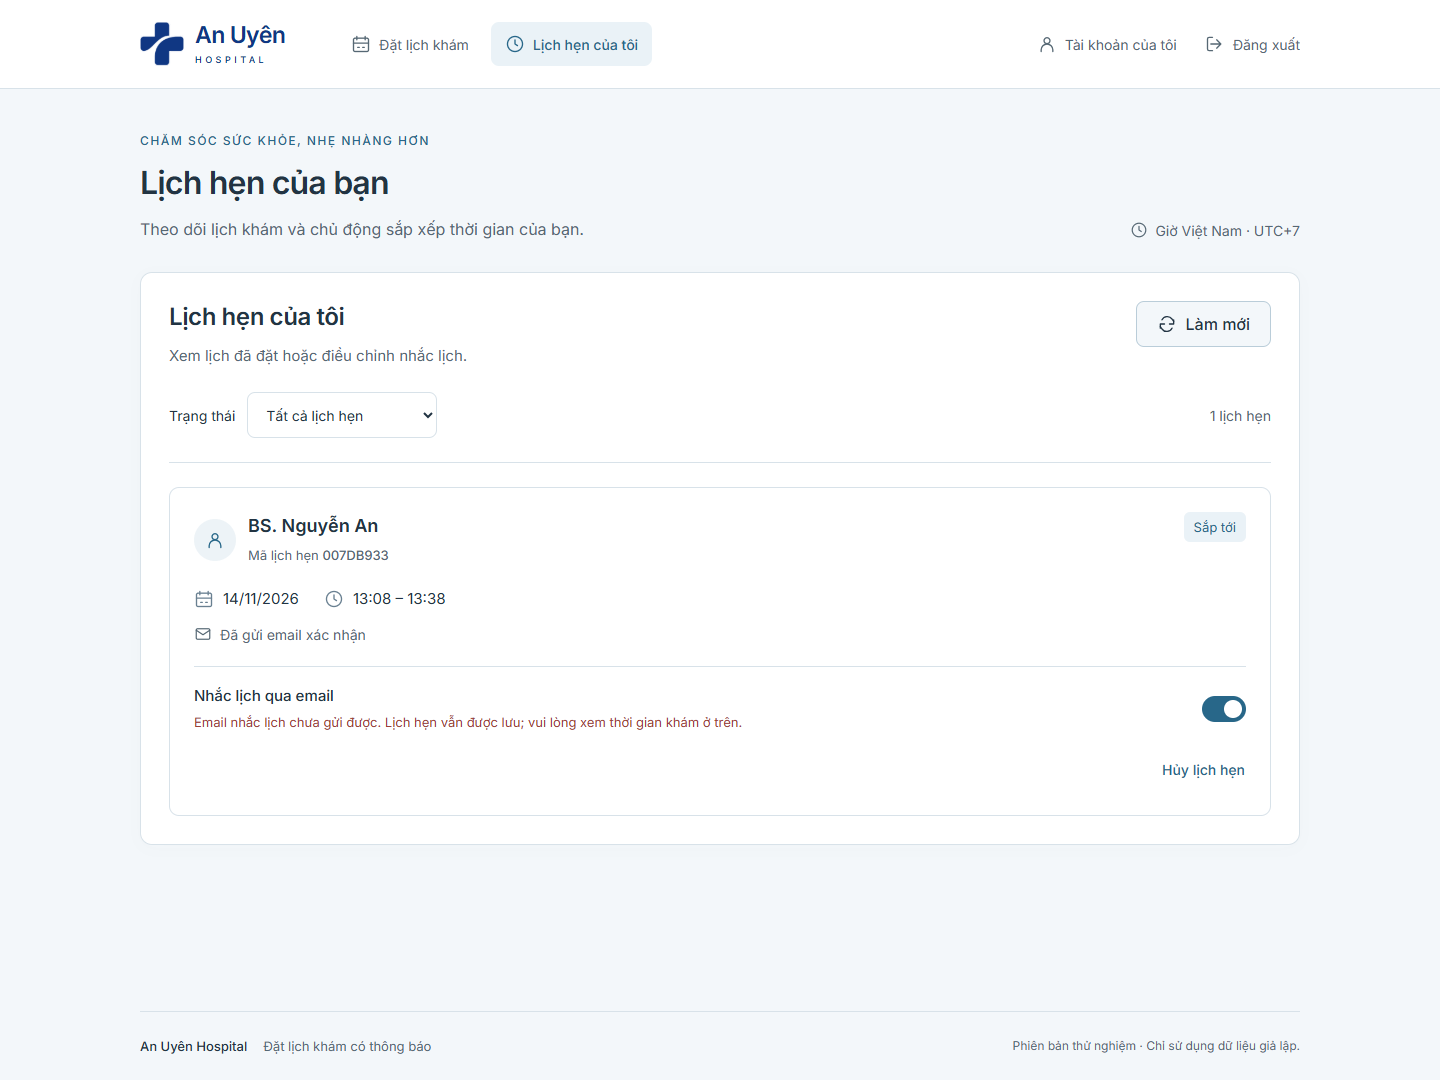 An Uyên
HOSPITAL
Đặt lịch khám
Lịch hẹn của tôi
Tài khoản của tôi
Đăng xuất
CHĂM SÓC SỨC KHỎE, NHẸ NHÀNG HƠN
Lịch hẹn của bạn
Theo dõi lịch khám và chủ động sắp xếp thời gian của bạn.
Giờ Việt Nam · UTC+7
Lịch hẹn của tôi
Làm mới
Xem lịch đã đặt hoặc điều chỉnh nhắc lịch.
Trạng thái
Tất cả lịch hẹn
1 lịch hẹn
BS. Nguyễn An
Sắp tới
Mã lịch hẹn 007DB933
14/11/2026
13:08 – 13:38
Đã gửi email xác nhận
Nhắc lịch qua email
Email nhắc lịch chưa gửi được. Lịch hẹn vẫn được lưu; vui lòng xem thời gian khám ở trên.
Hủy lịch hẹn
An Uyên Hospital
Đặt lịch khám có thông báo
Phiên bản thử nghiệm · Chỉ sử dụng dữ liệu giả lập.